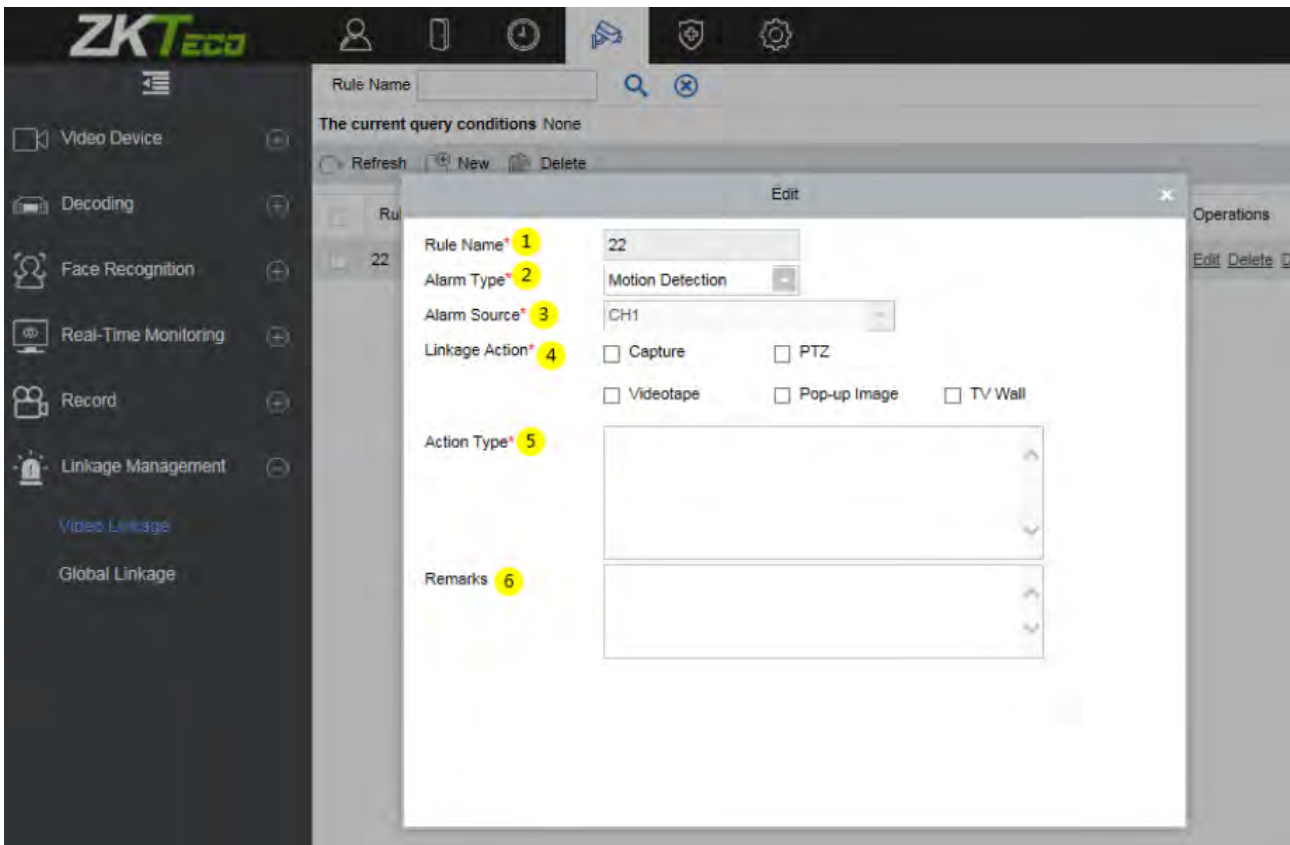 ZKTeco
Rule Name
Video Device
The current query conditions None
Refresh New Delete
Edit
Decoding
Rul
Operations
Rule Name* 1 22
22
Edit Delete D
Face Recognition
Alarm Type* 2 Motion Detection
Alarm Source* 3 CH1
Real-Time Monitoring
Linkage Action* 4 Capture PTZ
Videotape Pop-up Image TV Wall
Record
Action Type* 5
Linkage Management
Video Linkage
Global Linkage
Remarks 6